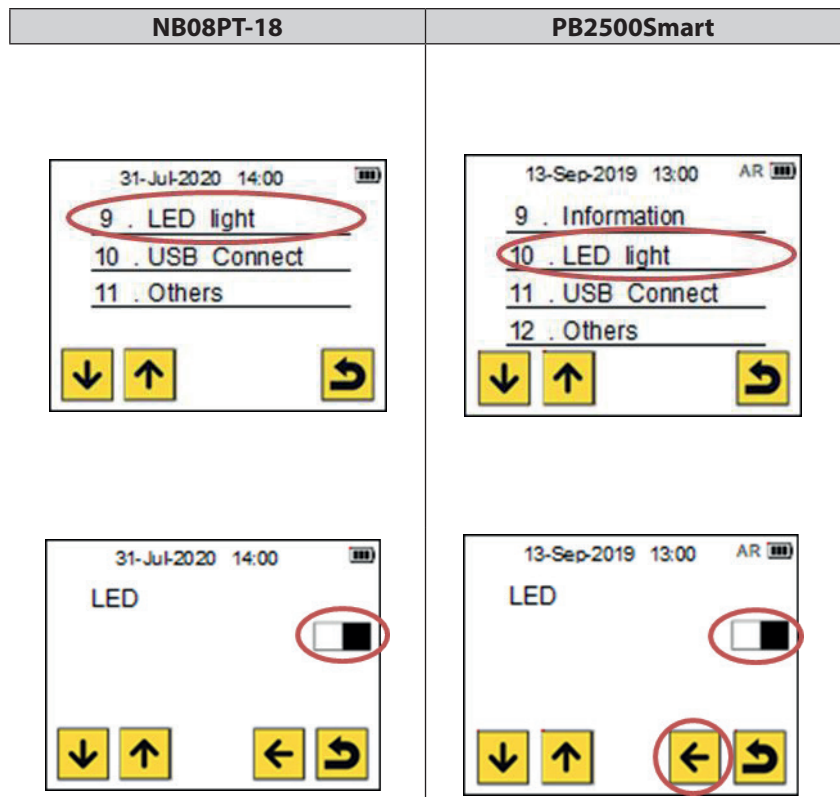 NB08PT-18
PB2500Smart
31-Jul-2020 14:00
9 . LED light
10 . USB Connect
11 . Others
13-Sep-2019 13:00 AR
9 . Information
10 . LED light
11 . USB Connect
12 . Others
31-Jul-2020 14:00
LED
13-Sep-2019 13:00 AR
LED